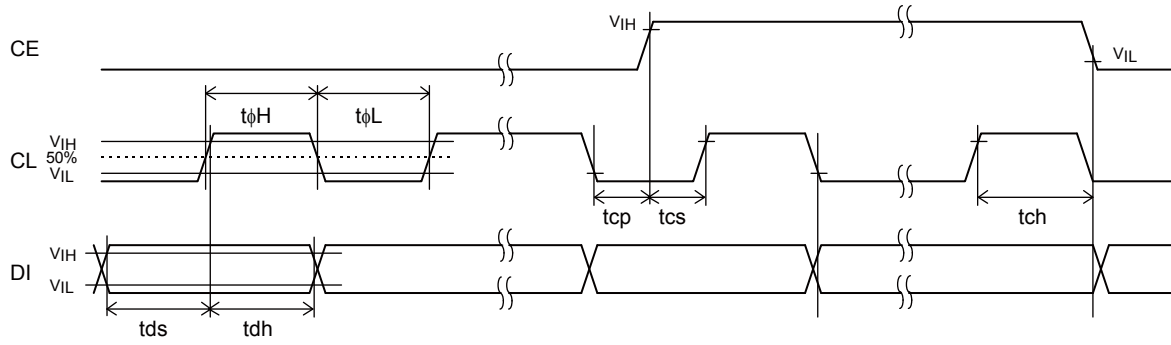 CE
VIH
VIL
tϕH
tϕL
CL
VIH
50%
VIL
tcp
tcs
tch
DI
VIH
VIL
tds
tdh